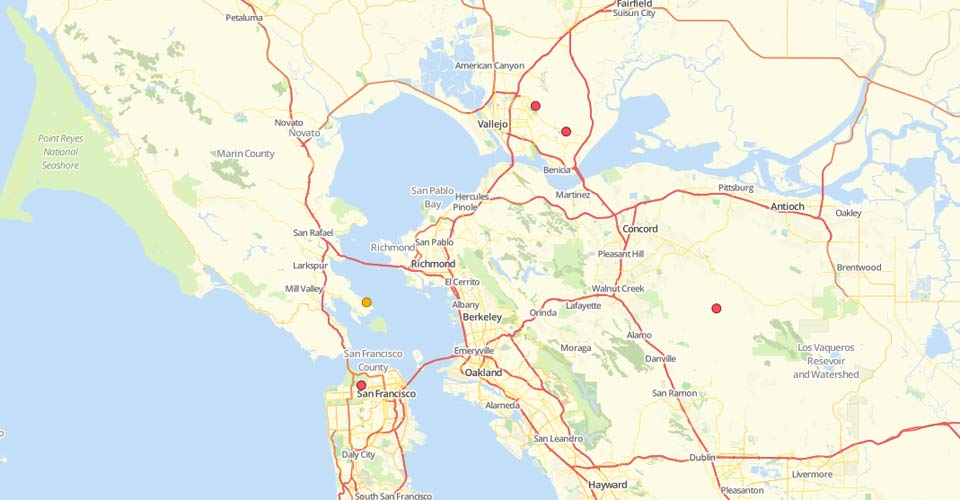 Fairfield
Suisun City
Petaluma
American Canyon
Novato
Novato
Vallejo
Point Reyes
National
Seashore
Marin County
Benicia
Martinez
Pittsburg
San Pablo
Bay
Hercules
Pinole
Antioch
Oakley
San Rafael
Richmond
San Pablo
Concord
Pleasant Hill
Larkspur
Richmond
Brentwood
Mill Valley
El Cerrito
Walnut Creek
Albany
Lafayette
Berkeley
Orinda
Alamo
San Francisco
County
Emeryville
Moraga
Danville
Los Vaqueros
Resevoir
and Watershed
Oakland
San Francisco
San Ramon
Alameda
San Leandro
Daly City
Dublin
Livermore
Hayward
Pleasanton
South San Francisco